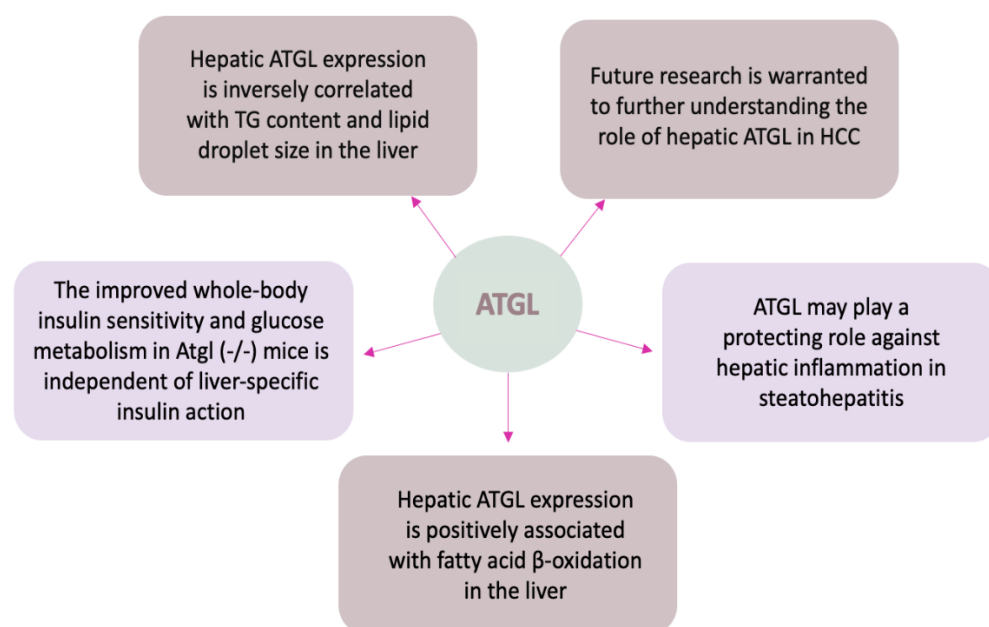 Hepatic ATGL expression
is inversely correlated
with TG content and lipid
droplet size in the liver
Future research is warranted
to further understanding the
role of hepatic ATGL in HCC
ATGL
The improved whole-body
insulin sensitivity and glucose
metabolism in Atgl (-/-) mice is
independent of liver-specific
insulin action
ATGL may play a
protecting role against
hepatic inflammation in
steatohepatitis
Hepatic ATGL expression
is positively associated
with fatty acid β-oxidation
in the liver